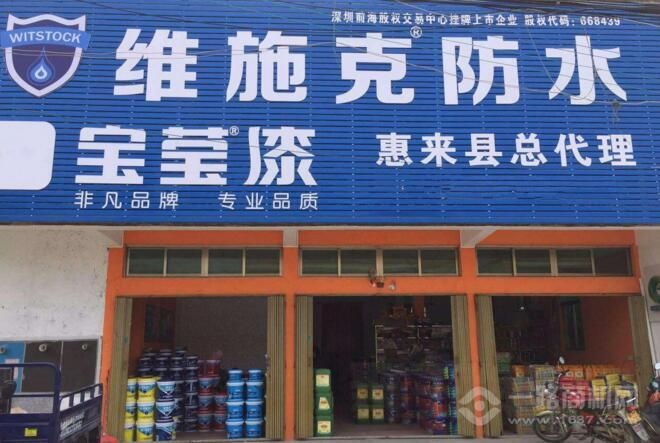 深圳前海股权交易中心挂牌上市企业 股权代码：668439
WITSTOCK
维施克®防水
宝莹®漆
惠来县总代理
非凡品牌 专业品质